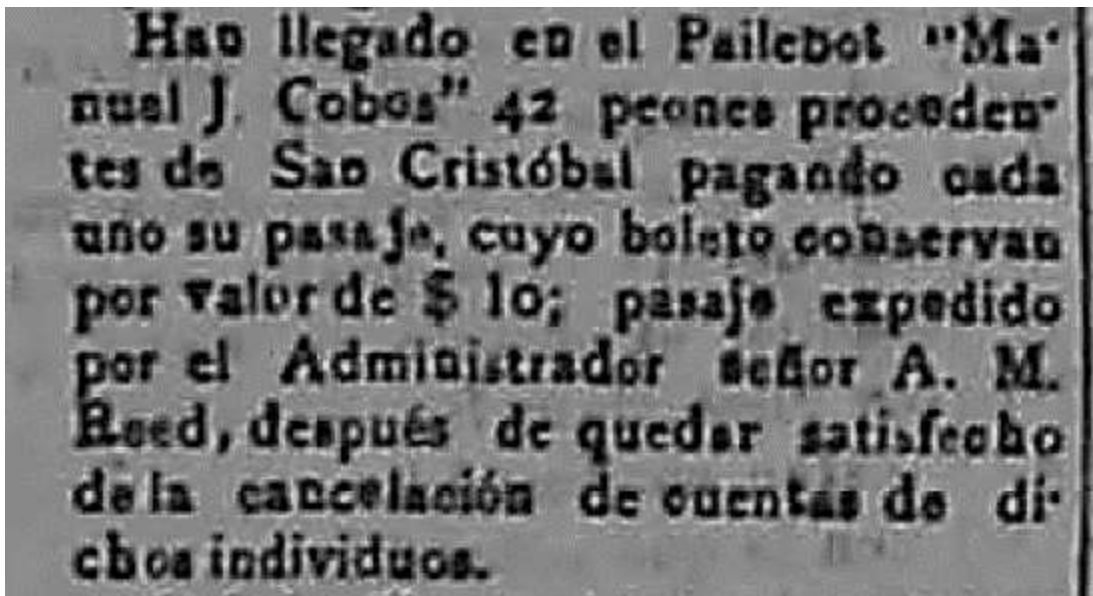 Han llegado en el Pailebot "Ma-
nuel J. Cobos" 42 peones proceden-
tes de San Cristóbal pagando cada
uno su pasaje, cuyo boleto conservan
por valor de $ 10; pasaje expedido
por el Administrador señor A. M.
Reed, después de quedar satisfecho
de la cancelación de cuentas de di-
chos individuos.